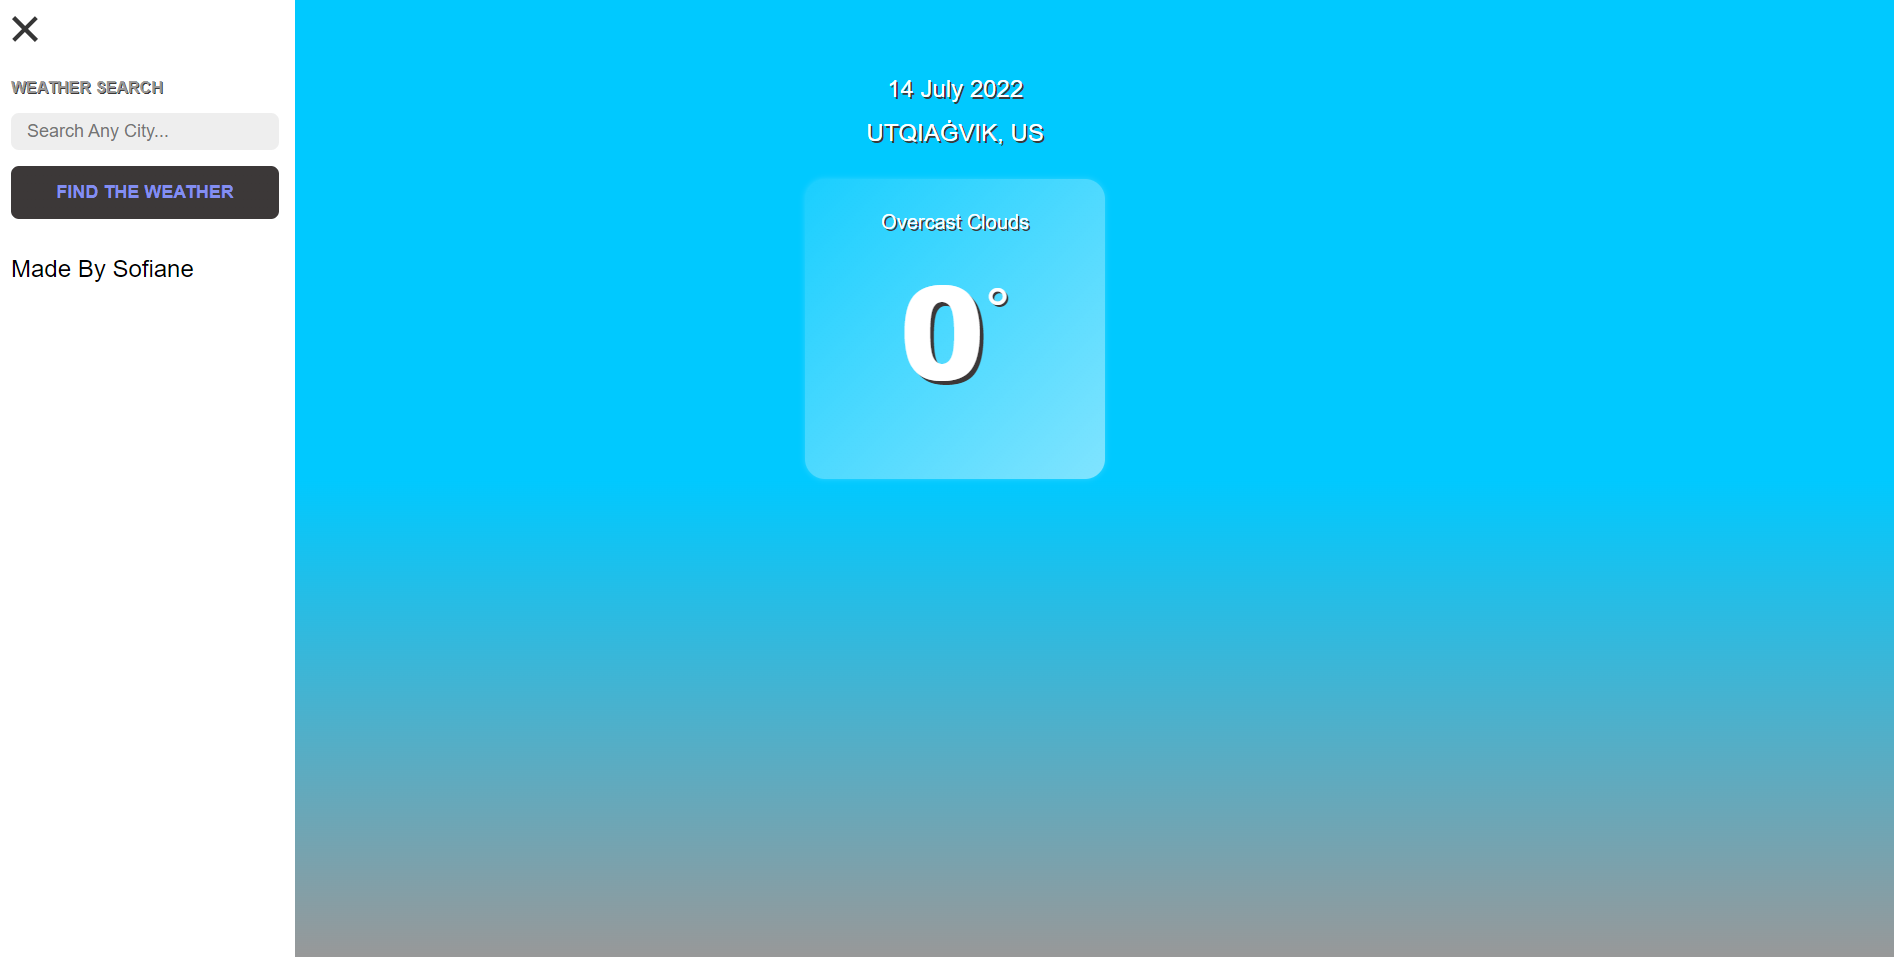 WEATHER SEARCH
Search Any City...
FIND THE WEATHER
Made By Sofiane
14 July 2022
UTQIAĠVIK, US
Overcast Clouds
0°